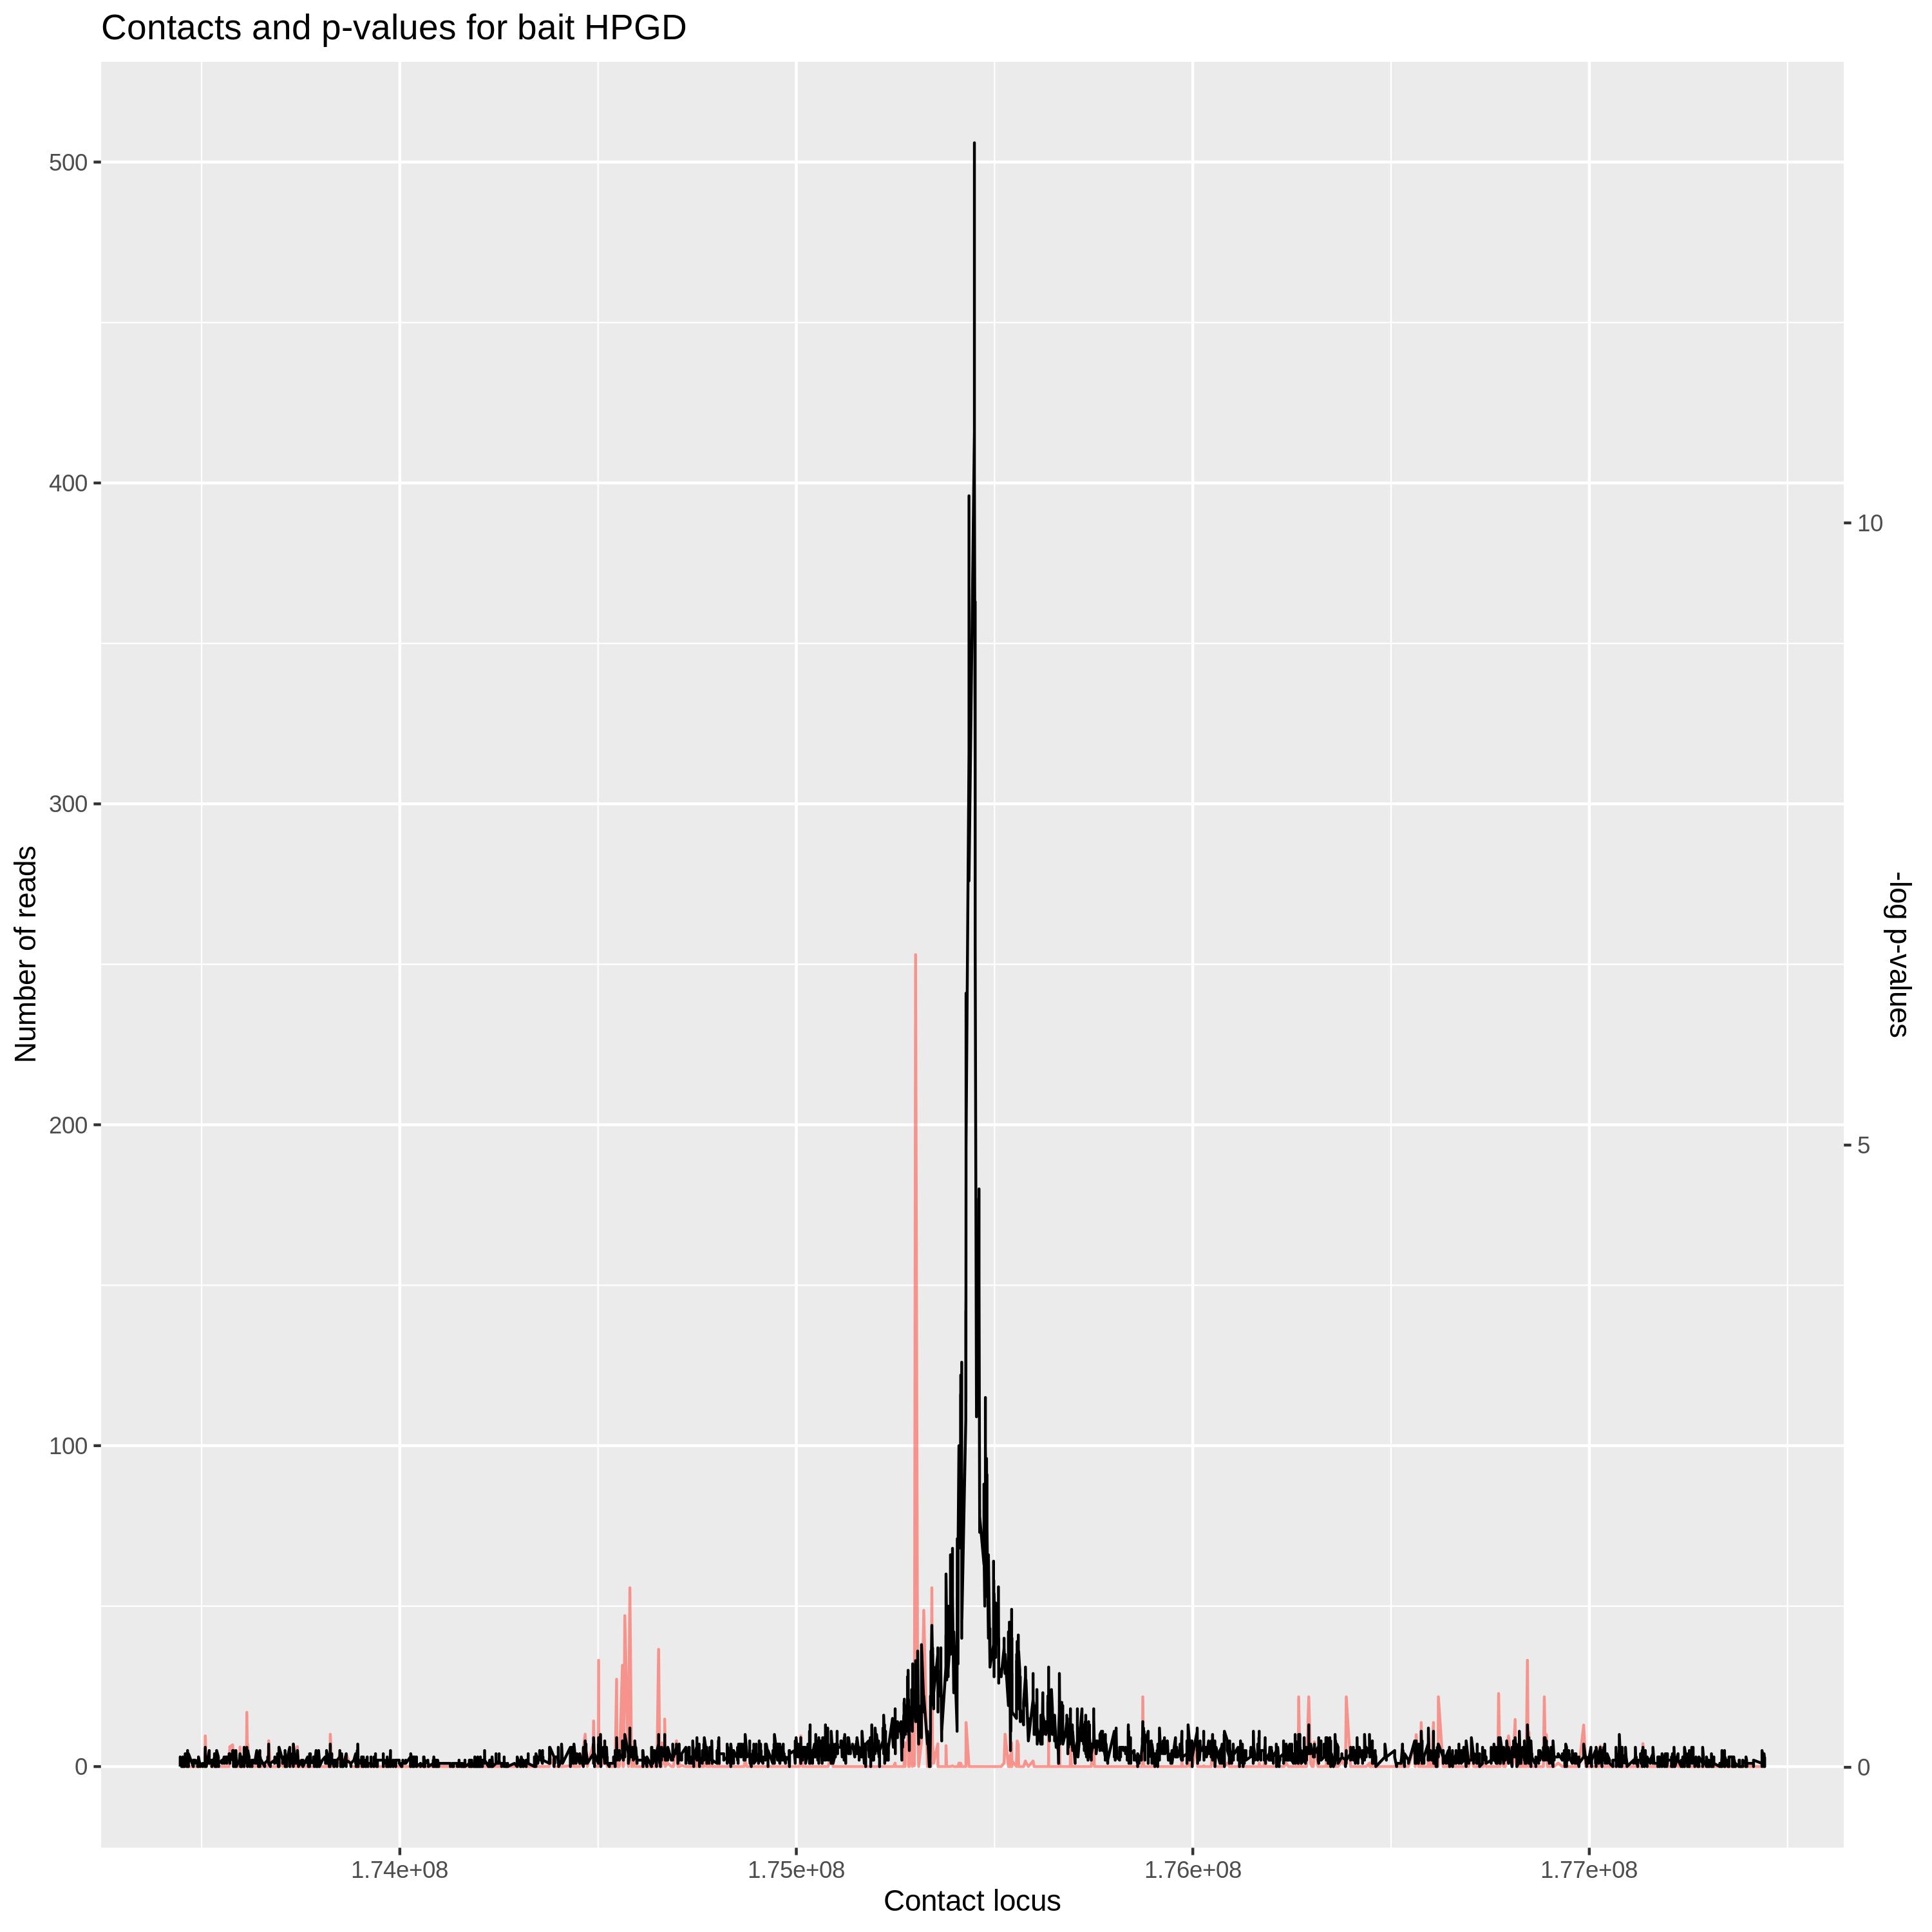 Contacts and p-values for bait HPGD
500
400
300
200
100
0
Number of reads
10
5
0
-log p-values
1.74e+08
1.75e+08
1.76e+08
1.77e+08
Contact locus